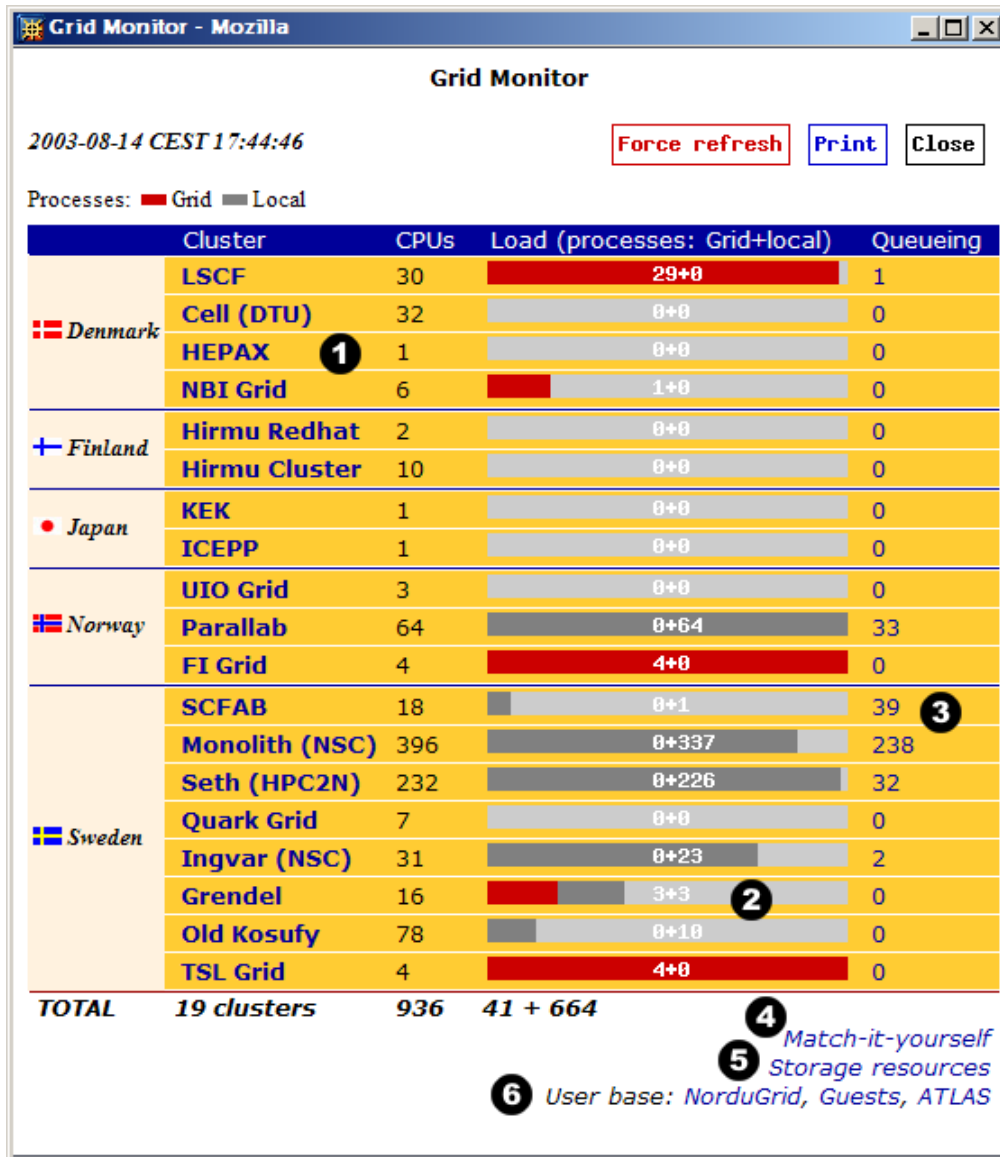 Grid Monitor - Mozilla
Grid Monitor
2003-08-14 CEST 17:44:46 Force refresh Print Close
Processes: Grid Local
Cluster CPUs Load (processes: Grid+local) Queueing
Denmark
LSCF 30 29+0 1
Cell (DTU) 32 0+0 0
HEPAX 1 1 0+0 0
NBI Grid 6 1+0 0
Finland
Hirmu Redhat 2 0+0 0
Hirmu Cluster 10 0+0 0
Japan
KEK 1 0+0 0
ICEPP 1 0+0 0
Norway
UIO Grid 3 0+0 0
Parallab 64 0+64 33
FI Grid 4 4+0 0
Sweden
SCFAB 18 0+1 39 3
Monolith (NSC) 396 0+337 238
Seth (HPC2N) 232 0+226 32
Quark Grid 7 0+0 0
Ingvar (NSC) 31 0+23 2
Grendel 16 3+3 2 0
Old Kosufy 78 0+10 0
TSL Grid 4 4+0 0
TOTAL 19 clusters 936 41 + 664
4 Match-it-yourself
5 Storage resources
6 User base: NorduGrid, Guests, ATLAS